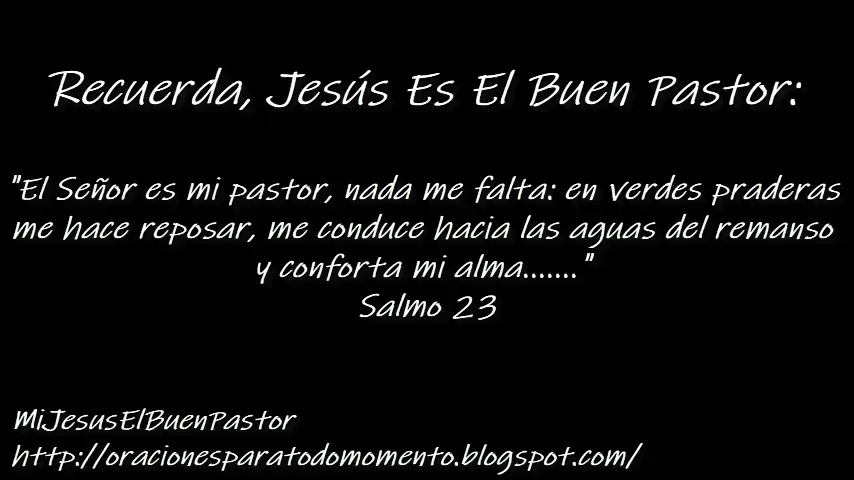 Recuerda, Jesús Es El Buen Pastor:
"El Señor es mi pastor, nada me falta: en verdes praderas
me hace reposar, me conduce hacia las aguas del remanso
y conforta mi alma......."
Salmo 23
MiJesusElBuenPastor
http://oracionesparatodomomento.blogspot.com/